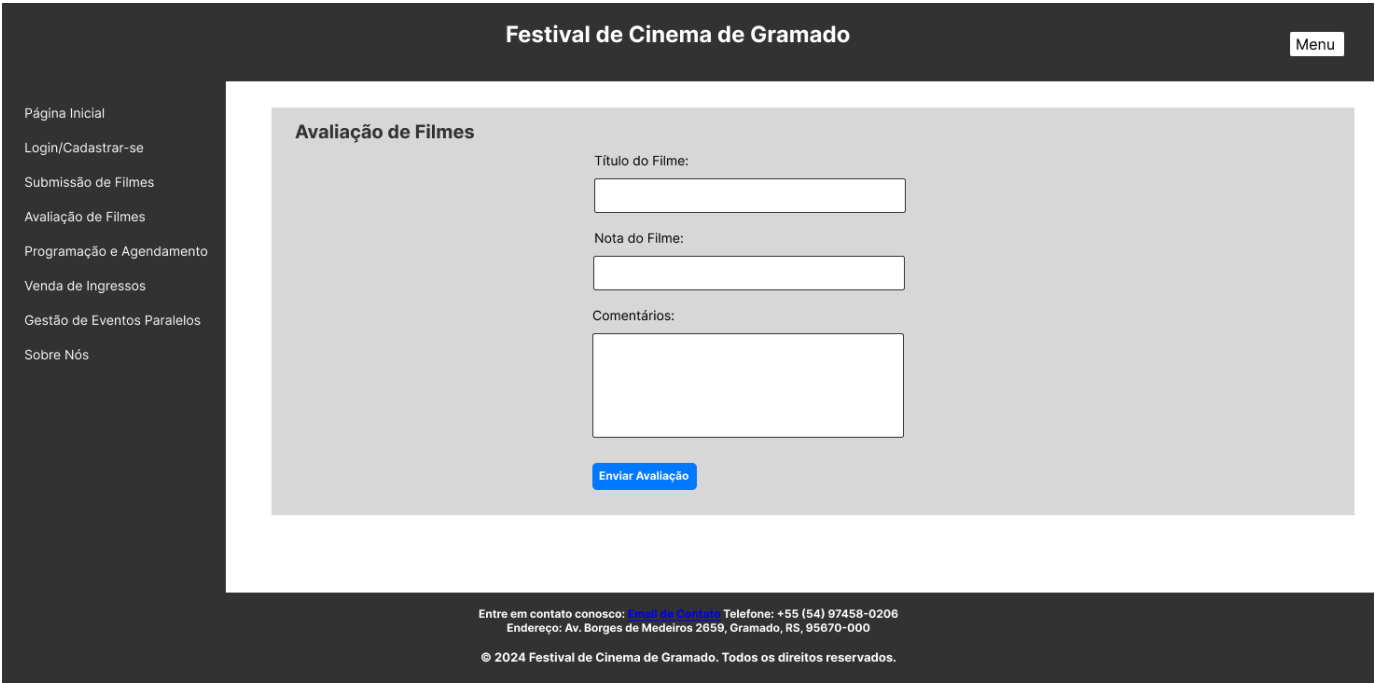 Festival de Cinema de Gramado
Menu
Página Inicial
Login/Cadastrar-se
Submissão de Filmes
Avaliação de Filmes
Programação e Agendamento
Venda de Ingressos
Gestão de Eventos Paralelos
Sobre Nós
Avaliação de Filmes
Título do Filme:
Nota do Filme:
Comentários:
Enviar Avaliação
Entre em contato conosco: Email de Contato Telefone: +55 (54) 97458-0206
Endereço: Av. Borges de Medeiros 2659, Gramado, RS, 95670-000
© 2024 Festival de Cinema de Gramado. Todos os direitos reservados.